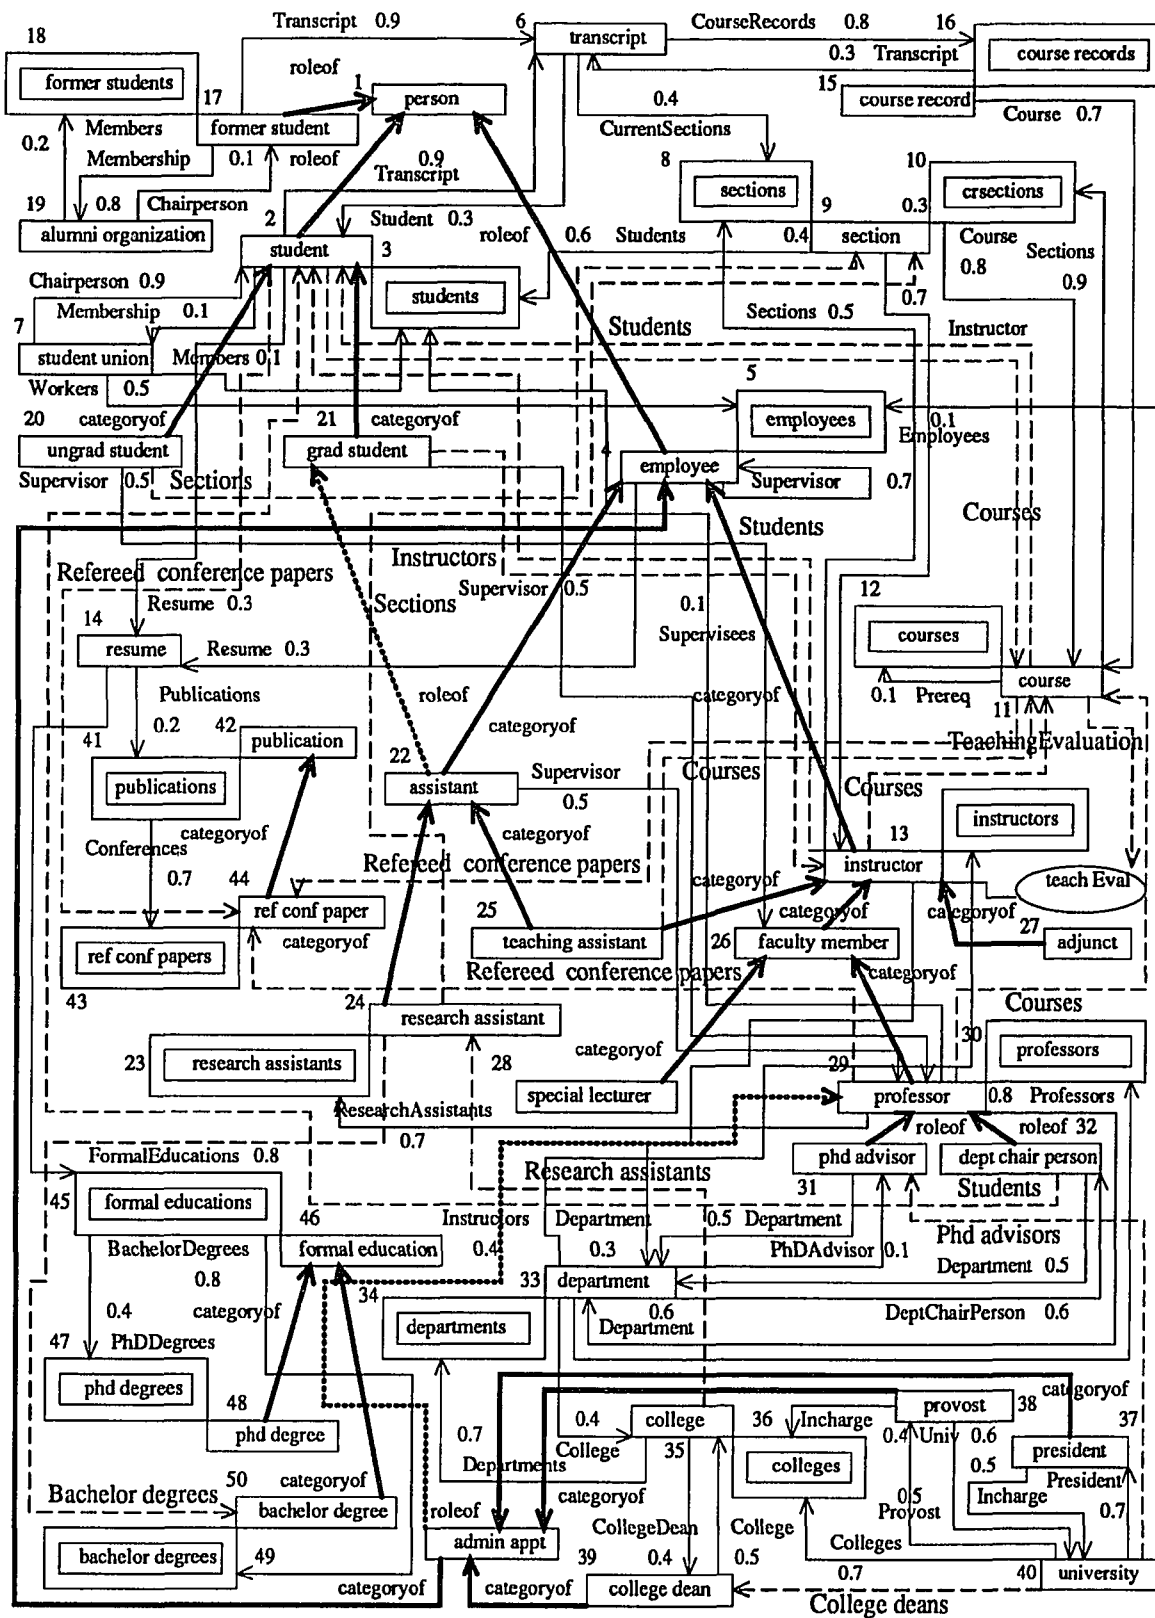 Transcript 0.9 6 CourseRecords 0.8 16
18 transcript 0.3 Transcript course records
former students roleof 1 15
17 person course record
Members former student 0.4 Course 0.7
0.2 Membership 0.1 roleof 0.9 CurrentSections
Transcript 8 10
19 0.8 Chairperson sections 9 0.3 crsections
alumni organization 2 Student 0.3 roleof 0.6 Students 0.4 section Course
student 3 0.8 Sections
Chairperson 0.9 students 0.9
7 Membership 0.1 Sections 0.5 0.7 Instructor
student union Members 0.1 Students
Workers 0.5 5
20 categoryof 21 categoryof employees 0.1
ungrad student grad student 4 employee Employees
Supervisor 0.5 Sections Supervisor 0.7
Students Courses
Refereed conference papers Instructors
Supervisor 0.5 12
Resume 0.3 Sections 0.1
14 Supervisees courses
resume Resume 0.3 course
Publications roleof categoryof 0.1 Prereq 11
41 0.2 42 publication categoryof TeachingEvaluation
22 Supervisor Courses
publications assistant 0.5 Courses
Conferences categoryof categoryof instructors
13
0.7 44 Refereed conference papers instructor
ref conf paper 25 categoryof teach Eval
categoryof teaching assistant 26 categoryof categoryof 27
ref conf papers faculty member adjunct
43 24 Refereed conference papers categoryof
research assistant Courses
30
23 research assistants 28 categoryof 29 professors
special lecturer professor 0.8 Professors
ResearchAssistants roleof roleof 32
0.7
FormalEducations 0.8 Research assistants phd advisor dept chair person
45 formal educations 31 Students
46 Instructors Department 0.5 Department Phd advisors
BachelorDegrees formal education 0.4 0.3 PhDAdvisor 0.1
0.8 34 33 department Department 0.5
0.4 categoryof 0.6 DeptChairPerson 0.6
47 PhDDegrees departments Department
phd degrees
48 categoryof
phd degree 0.4 college 36 Incharge provost 38 37
0.7 College 35 0.4 Univ 0.6 president
50 Departments colleges 0.5 President
Bachelor degrees categoryof categoryof 0.5 Incharge
bachelor degree roleof Provost 0.7
admin appt CollegeDean College Colleges
bachelor degrees 49 39 0.4 0.5 0.7 40 university
categoryof categoryof college dean
College deans